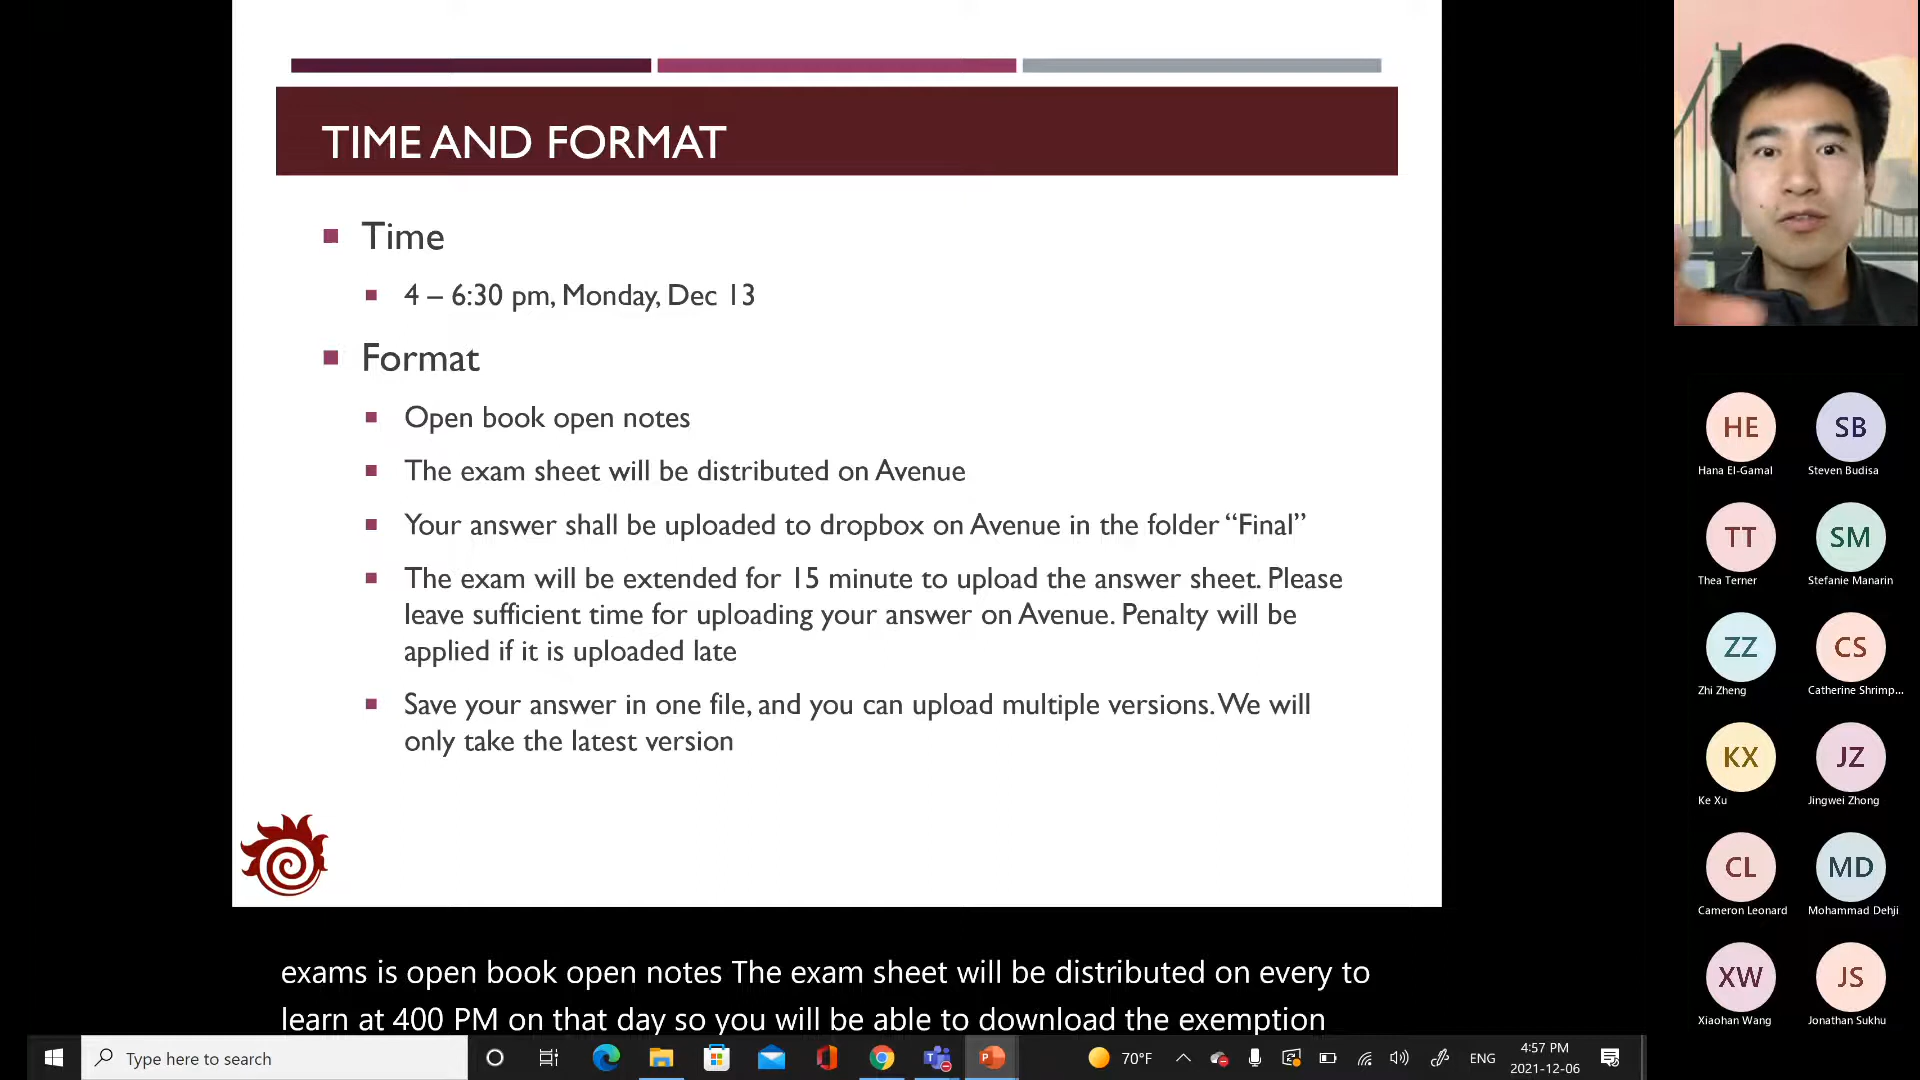 TIME AND FORMAT
Time
4 – 6:30 pm, Monday, Dec 13
Format
Open book open notes
The exam sheet will be distributed on Avenue
Your answer shall be uploaded to dropbox on Avenue in the folder “Final”
The exam will be extended for 15 minute to upload the answer sheet. Please
leave sufficient time for uploading your answer on Avenue. Penalty will be
applied if it is uploaded late
Save your answer in one file, and you can upload multiple versions. We will
only take the latest version
exams is open book open notes The exam sheet will be distributed on every to
learn at 400 PM on that day so you will be able to download the exemption
HE SB
Hana El-Gamal Steven Budisa
TT SM
Thea Terner Stefanie Manarin
ZZ CS
Zhi Zheng Catherine Shrimp...
KX JZ
Ke Xu Jingwei Zhong
CL MD
Cameron Leonard Mohammad Dehji
XW JS
Xiaohan Wang Jonathan Sukhu
Type here to search
70°F
ENG
4:57 PM
2021-12-06